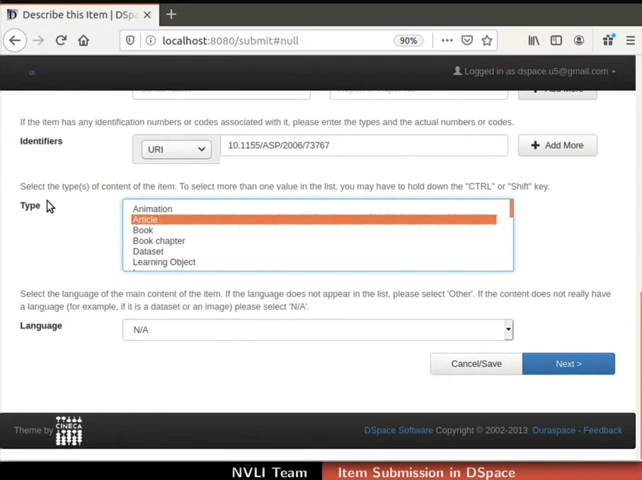 Describe this Item | DSpa
localhost:8080/submit#null
90%
Logged in as dspace.u5@gmail.com
If the item has any identification numbers or codes associated with it, please enter the types and the actual numbers or codes.
Identifiers
URI
10.1155/ASP/2006/73767
Add More
Select the type(s) of content of the item. To select more than one value in the list, you may have to hold down the "CTRL" or "Shift" key.
Type
Animation
Article
Book
Book chapter
Dataset
Learning Object
Select the language of the main content of the item. If the language does not appear in the list, please select 'Other'. If the content does not really have
a language (for example, if it is a dataset or an image) please select 'N/A'.
Language
N/A
Cancel/Save
Next >
Theme by CINECA
DSpace Software Copyright © 2002-2013 Duraspace - Feedback
NVLI Team
Item Submission in DSpace